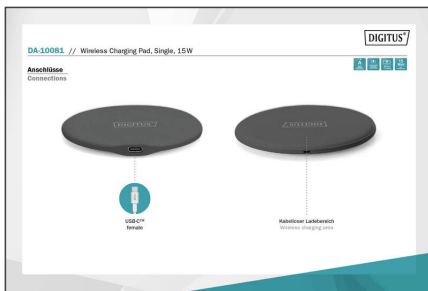 DIGITUS®
DA-10081 // Wireless Charging Pad, Single, 15W
Anschlüsse
Connections
DIGITUS
DIGITUS
USB-C™
female
Kabelloser Ladebereich
Wireless charging area